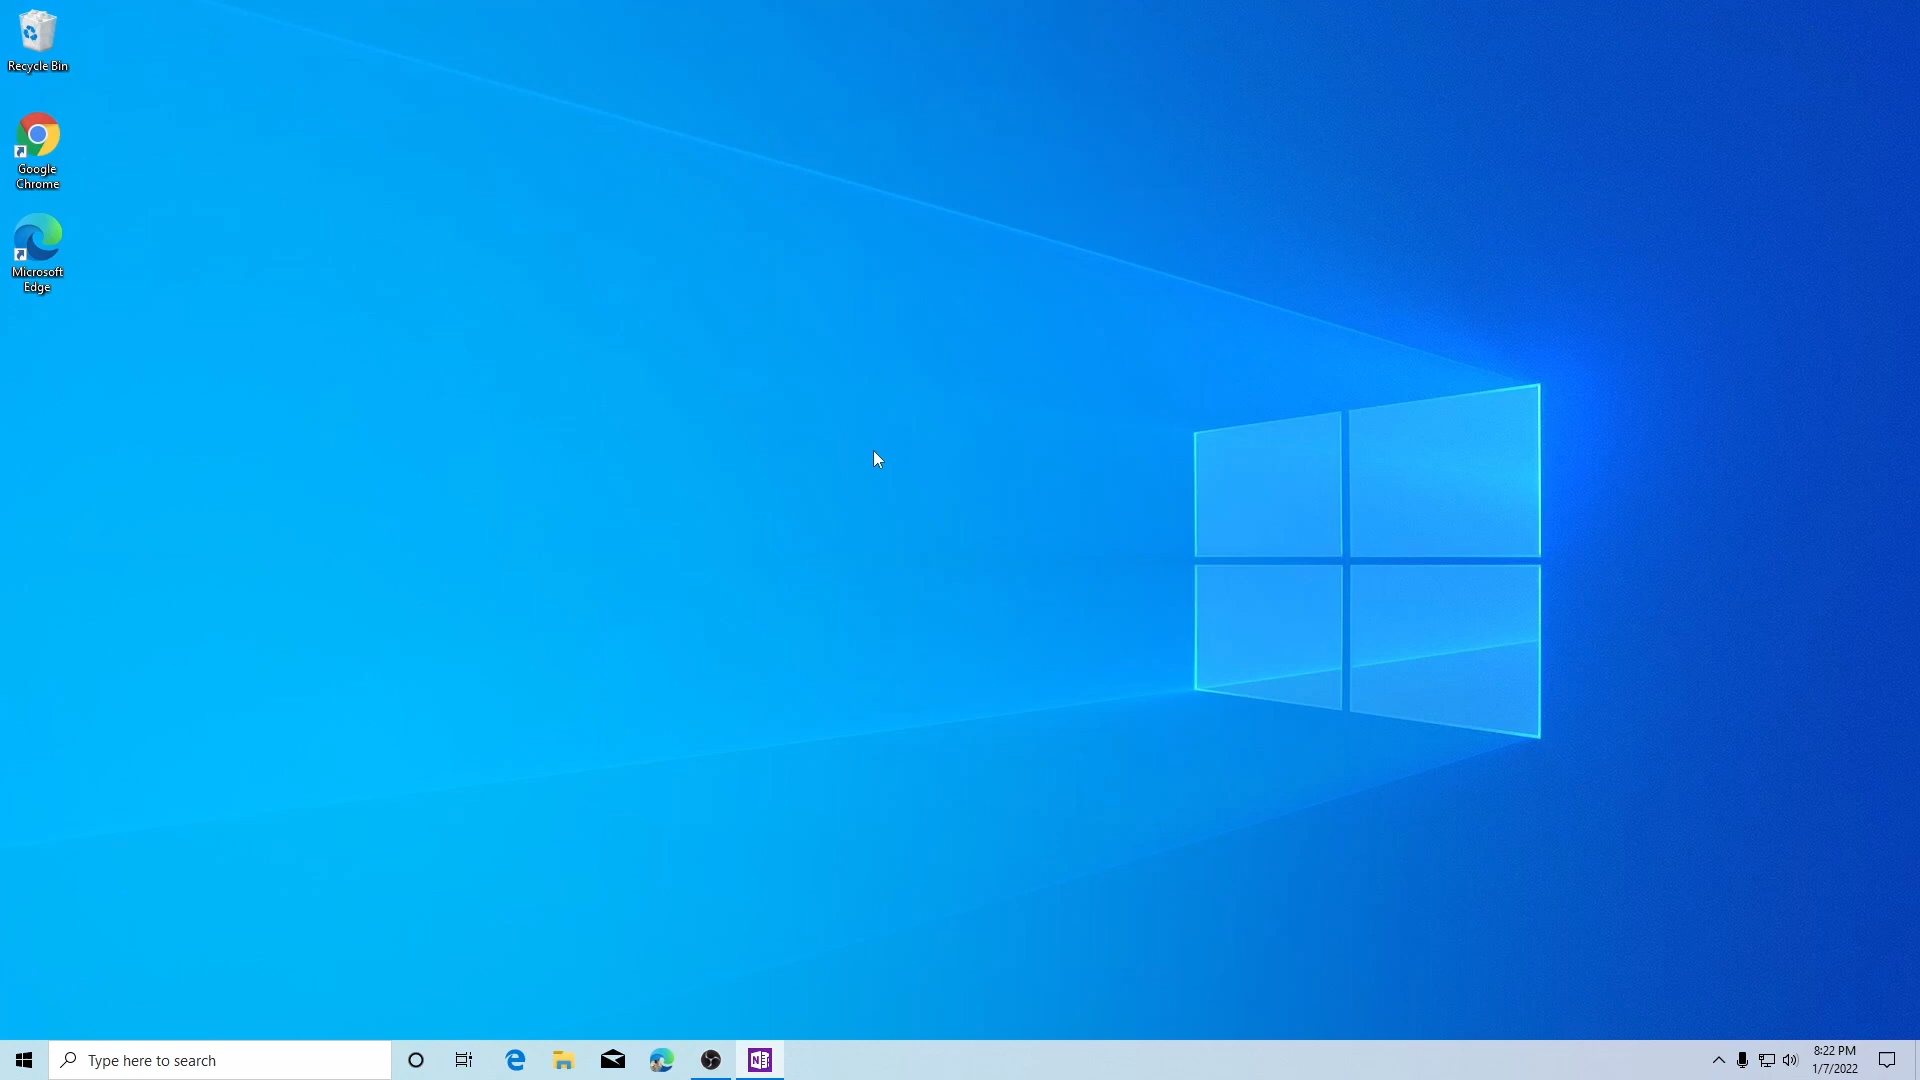 Recycle Bin
Google
Chrome
Microsoft
Edge
Type here to search
N
8:22 PM
1/7/2022